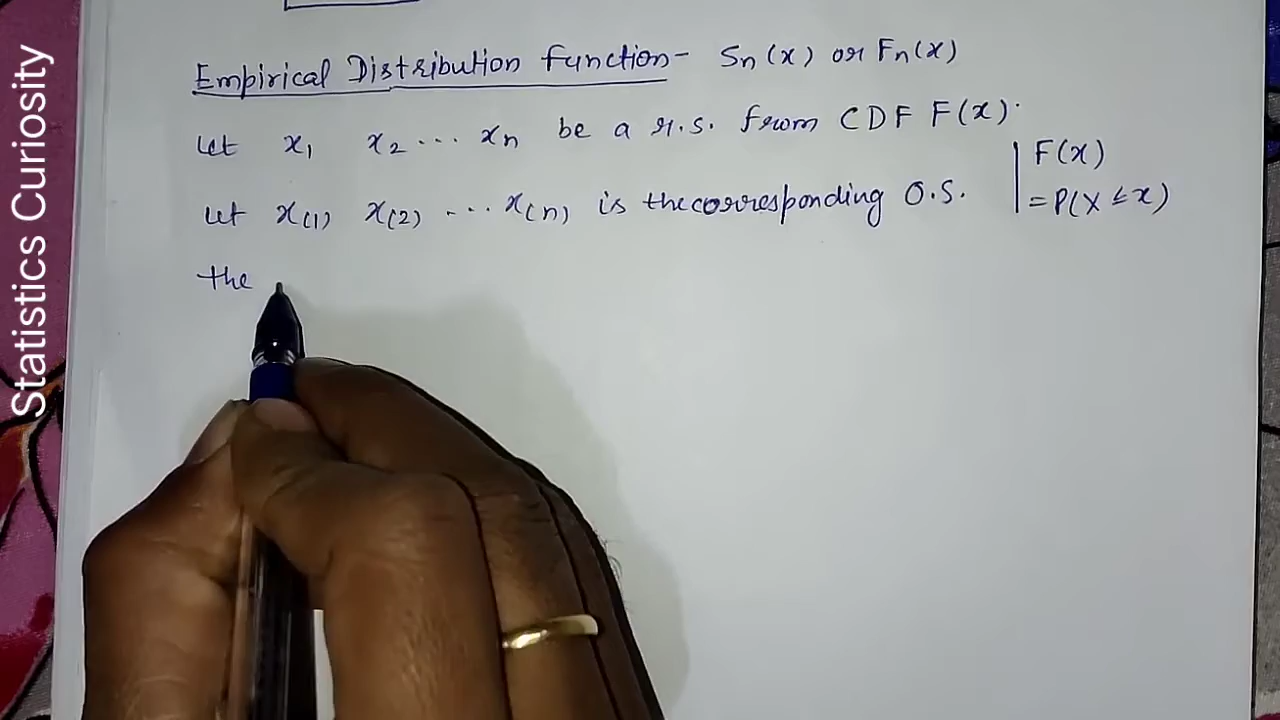 Statistics Curiosity
Empirical Distribution function - Sn(x) or Fn(x)
Let x1 x2 ... xn be a r.s. from CDF F(x).
Let x(1) x(2) ... x(n) is the corresponding O.S.
F(x)
= P(X ≤ x)
the